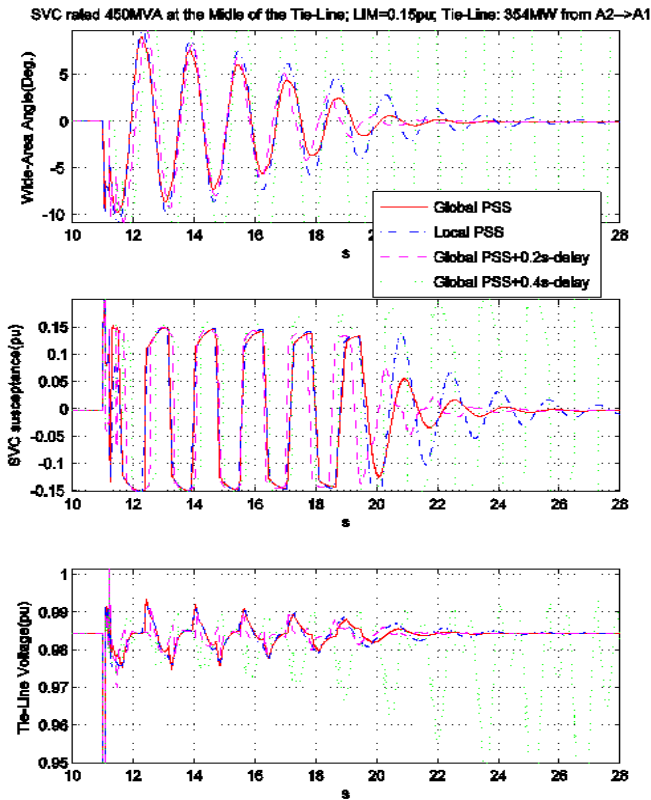 SVC rated 450MVA at the Midle of the Tie-Line; LIM=0.15pu; Tie-Line: 354MW from A2-->A1
Wide-Area Angle(Deg.)
5
0
-5
-10
10 12 14 16 18 20 22 24 26 28
s
Global PSS
Local PSS
Global PSS+0.2s-delay
Global PSS+0.4s-delay
SVC susceptance(pu)
0.15
0.1
0.05
0
-0.05
-0.1
-0.15
10 12 14 16 18 20 22 24 26 28
s
Tie-Line Voltage(pu)
1
0.99
0.98
0.97
0.96
0.95
10 12 14 16 18 20 22 24 26 28
s